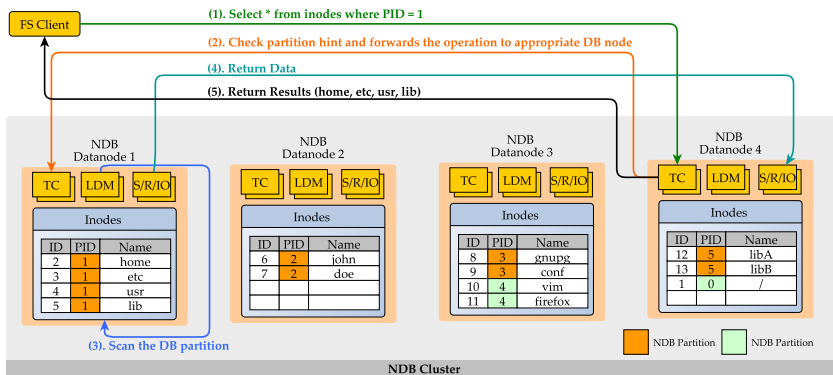 FS Client
(1). Select * from inodes where PID = 1
(2). Check partition hint and forwards the operation to appropriate DB node
(4). Return Data
(5). Return Results (home, etc, usr, lib)
NDB
Datanode 1
TC
LDM
S/R/IO
Inodes
ID PID Name
2 1 home
3 1 etc
4 1 usr
5 1 lib
(3). Scan the DB partition
NDB
Datanode 2
TC
LDM
S/R/IO
Inodes
ID PID Name
6 2 john
7 2 doe
NDB
Datanode 3
TC
LDM
S/R/IO
Inodes
ID PID Name
8 3 gnupg
9 3 conf
10 4 vim
11 4 firefox
NDB
Datanode 4
TC
LDM
S/R/IO
Inodes
ID PID Name
12 5 libA
13 5 libB
1 0 /
NDB Partition
NDB Partition
NDB Cluster